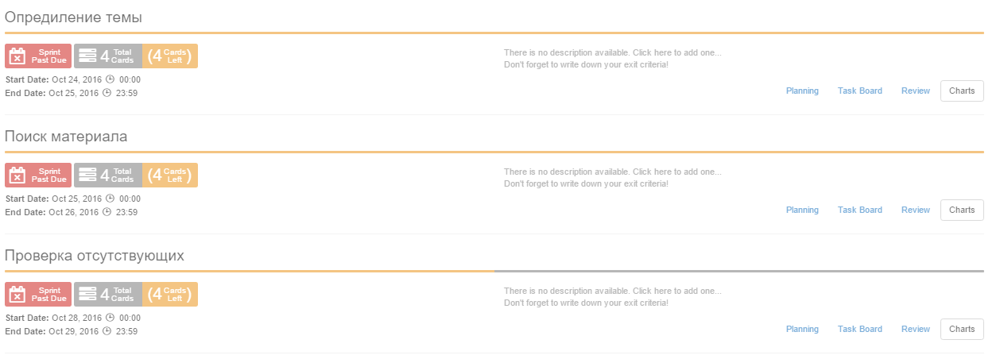 Опредиление темы
Sprint Past Due 4 Total Cards (4 Cards Left)
There is no description available. Click here to add one...
Don't forget to write down your exit criteria!
Start Date: Oct 24, 2016 00:00
End Date: Oct 25, 2016 23:59
Planning Task Board Review Charts
Поиск материала
Sprint Past Due 4 Total Cards (4 Cards Left)
There is no description available. Click here to add one...
Don't forget to write down your exit criteria!
Start Date: Oct 25, 2016 00:00
End Date: Oct 26, 2016 23:59
Planning Task Board Review Charts
Проверка отсутствующих
Sprint Past Due 4 Total Cards (4 Cards Left)
There is no description available. Click here to add one...
Don't forget to write down your exit criteria!
Start Date: Oct 28, 2016 00:00
End Date: Oct 29, 2016 23:59
Planning Task Board Review Charts